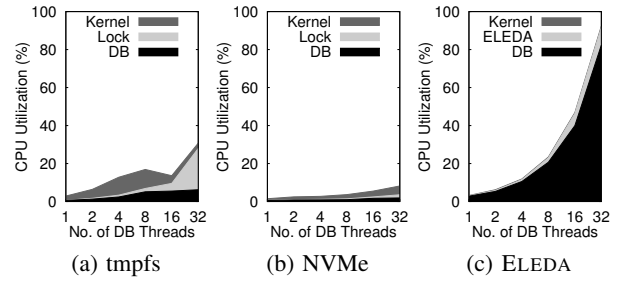 100
80
60
40
20
0
CPU Utilization (%)
Kernel
Lock
DB
1 2 4 8 16 32
No. of DB Threads
(a) tmpfs
100
80
60
40
20
0
CPU Utilization (%)
Kernel
Lock
DB
1 2 4 8 16 32
No. of DB Threads
(b) NVMe
100
80
60
40
20
0
CPU Utilization (%)
Kernel
ELEDA
DB
1 2 4 8 16 32
No. of DB Threads
(c) ELEDA